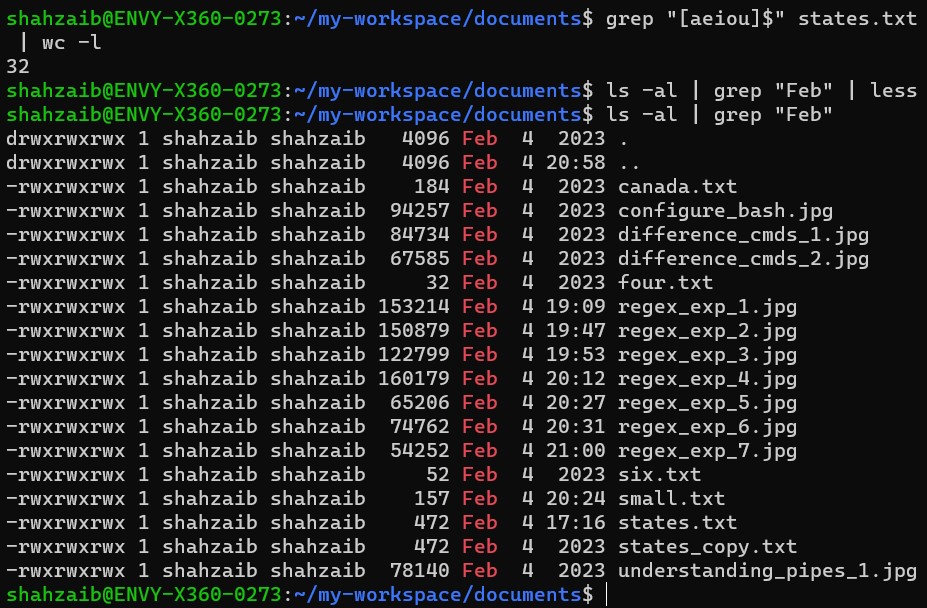 shahzaib@ENVY-X360-0273:~/my-workspace/documents$ grep "[aeiou]$" states.txt
 | wc -l
32
shahzaib@ENVY-X360-0273:~/my-workspace/documents$ ls -al | grep "Feb" | less
shahzaib@ENVY-X360-0273:~/my-workspace/documents$ ls -al | grep "Feb"
drwxrwxrwx 1 shahzaib shahzaib   4096 Feb  4  2023 .
drwxrwxrwx 1 shahzaib shahzaib   4096 Feb  4 20:58 ..
-rwxrwxrwx 1 shahzaib shahzaib    184 Feb  4  2023 canada.txt
-rwxrwxrwx 1 shahzaib shahzaib  94257 Feb  4  2023 configure_bash.jpg
-rwxrwxrwx 1 shahzaib shahzaib  84734 Feb  4  2023 difference_cmds_1.jpg
-rwxrwxrwx 1 shahzaib shahzaib  67585 Feb  4  2023 difference_cmds_2.jpg
-rwxrwxrwx 1 shahzaib shahzaib     32 Feb  4  2023 four.txt
-rwxrwxrwx 1 shahzaib shahzaib 153214 Feb  4 19:09 regex_exp_1.jpg
-rwxrwxrwx 1 shahzaib shahzaib 150879 Feb  4 19:47 regex_exp_2.jpg
-rwxrwxrwx 1 shahzaib shahzaib 122799 Feb  4 19:53 regex_exp_3.jpg
-rwxrwxrwx 1 shahzaib shahzaib 160179 Feb  4 20:12 regex_exp_4.jpg
-rwxrwxrwx 1 shahzaib shahzaib  65206 Feb  4 20:27 regex_exp_5.jpg
-rwxrwxrwx 1 shahzaib shahzaib  74762 Feb  4 20:31 regex_exp_6.jpg
-rwxrwxrwx 1 shahzaib shahzaib  54252 Feb  4 21:00 regex_exp_7.jpg
-rwxrwxrwx 1 shahzaib shahzaib     52 Feb  4  2023 six.txt
-rwxrwxrwx 1 shahzaib shahzaib    157 Feb  4 20:24 small.txt
-rwxrwxrwx 1 shahzaib shahzaib    472 Feb  4 17:16 states.txt
-rwxrwxrwx 1 shahzaib shahzaib    472 Feb  4  2023 states_copy.txt
-rwxrwxrwx 1 shahzaib shahzaib  78140 Feb  4  2023 understanding_pipes_1.jpg
shahzaib@ENVY-X360-0273:~/my-workspace/documents$